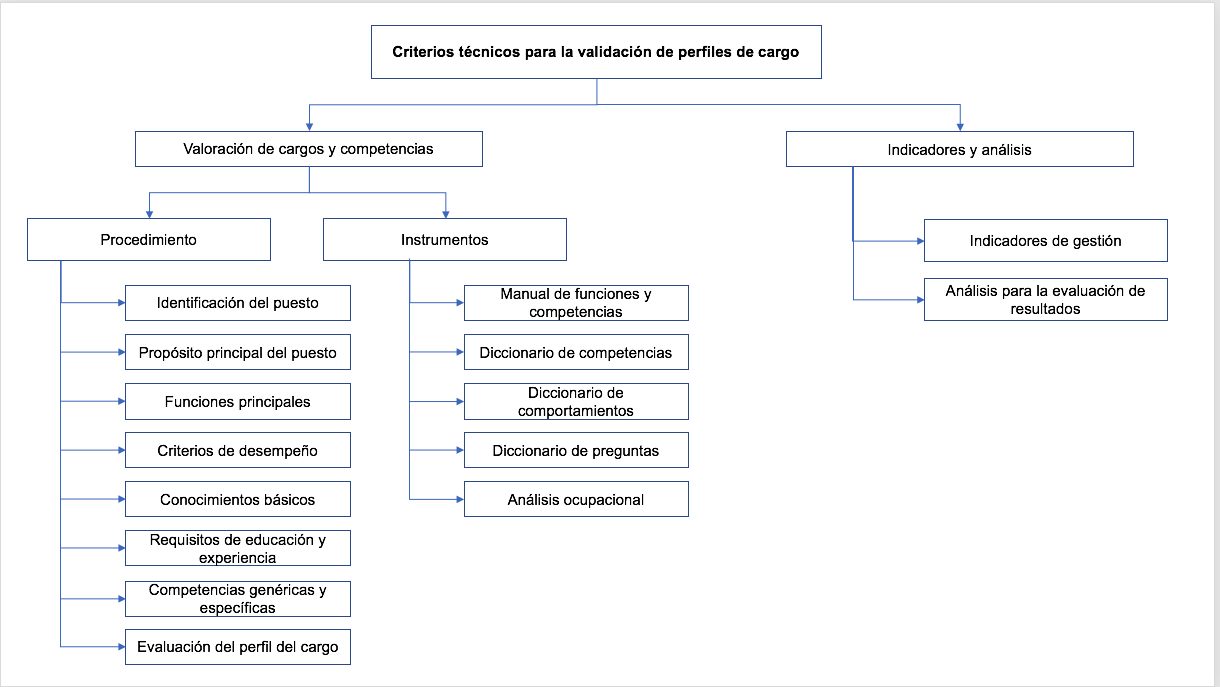 Criterios técnicos para la validación de perfiles de cargo
Valoración de cargos y competencias
Indicadores y análisis
Procedimiento
Instrumentos
Indicadores de gestión
Análisis para la evaluación de
resultados
Identificación del puesto
Propósito principal del puesto
Funciones principales
Criterios de desempeño
Conocimientos básicos
Requisitos de educación y
experiencia
Competencias genéricas y
específicas
Evaluación del perfil del cargo
Manual de funciones y
competencias
Diccionario de competencias
Diccionario de
comportamientos
Diccionario de preguntas
Análisis ocupacional